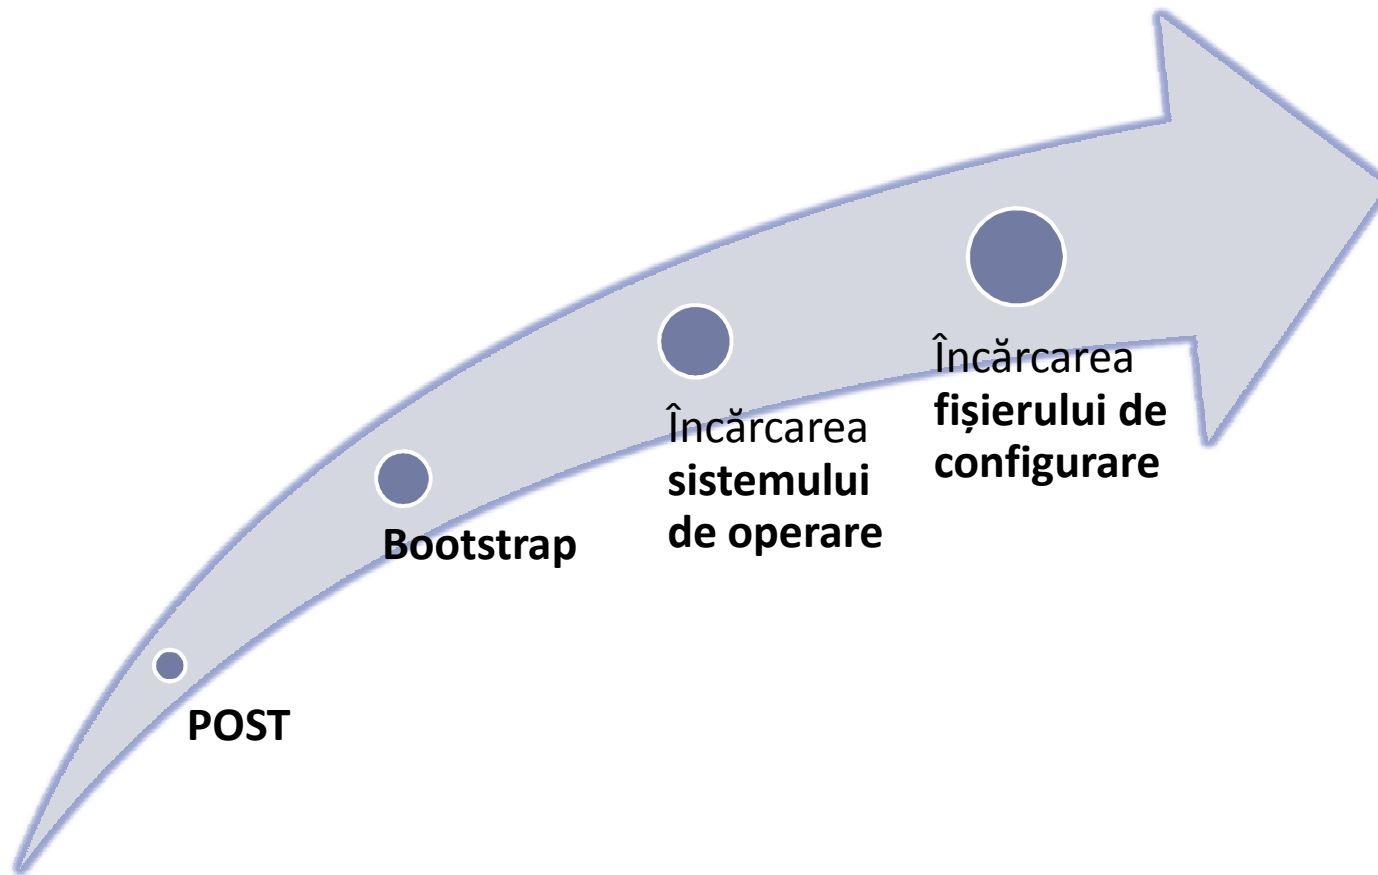 POST
Bootstrap
Încărcarea
sistemului
de operare
Încărcarea
fișierului de
configurare